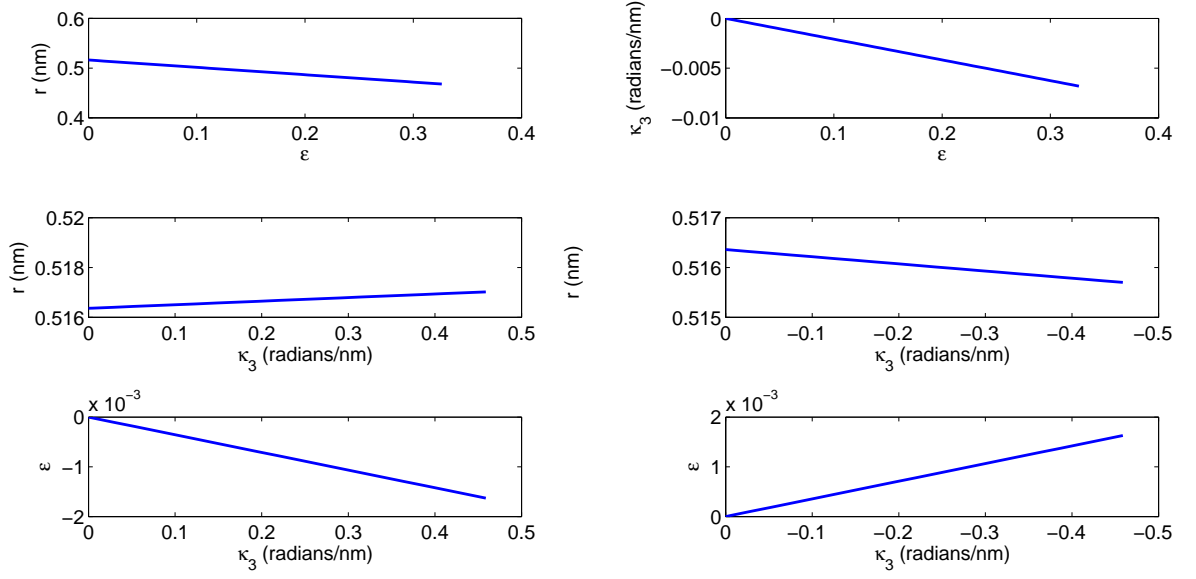 0.6
0.5
0.4
r (nm)
0 0.1 0.2 0.3 0.4
ε
0
−0.005
−0.01
κ_3 (radians/nm)
0 0.1 0.2 0.3 0.4
ε
0.52
0.518
0.516
r (nm)
0 0.1 0.2 0.3 0.4 0.5
κ_3 (radians/nm)
0.517
0.516
0.515
r (nm)
0 −0.1 −0.2 −0.3 −0.4 −0.5
κ_3 (radians/nm)
x 10^−3
0
−1
−2
ε
0 0.1 0.2 0.3 0.4 0.5
κ_3 (radians/nm)
x 10^−3
2
1
0
ε
0 −0.1 −0.2 −0.3 −0.4 −0.5
κ_3 (radians/nm)